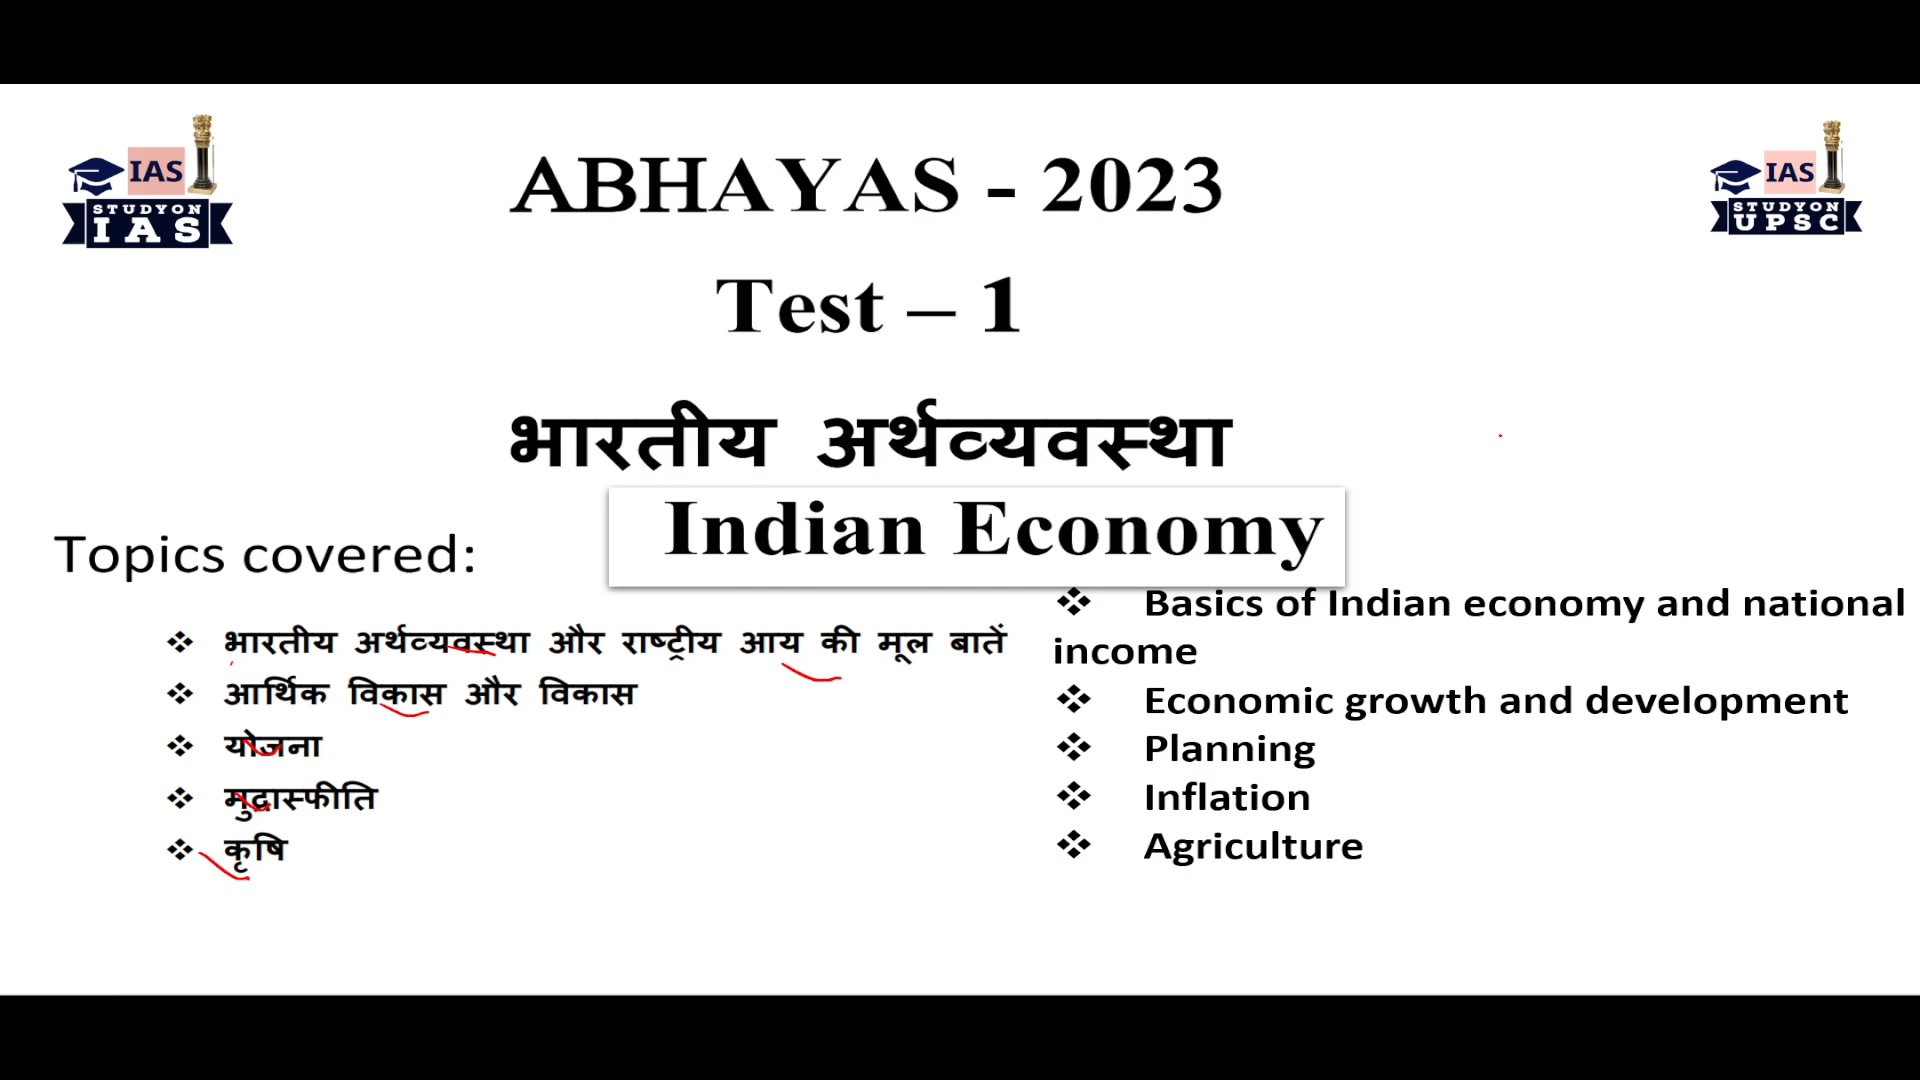 IAS
STUDYON
IAS
IAS
STUDYON
UPSC
ABHAYAS - 2023
Test – 1
भारतीय अर्थव्यवस्था
Indian Economy
Topics covered:
❖ भारतीय अर्थव्यवस्था और राष्ट्रीय आय की मूल बातें
❖ आर्थिक विकास और विकास
❖ योजना
❖ मुद्रास्फीति
❖ कृषि
❖ Basics of Indian economy and national
income
❖ Economic growth and development
❖ Planning
❖ Inflation
❖ Agriculture